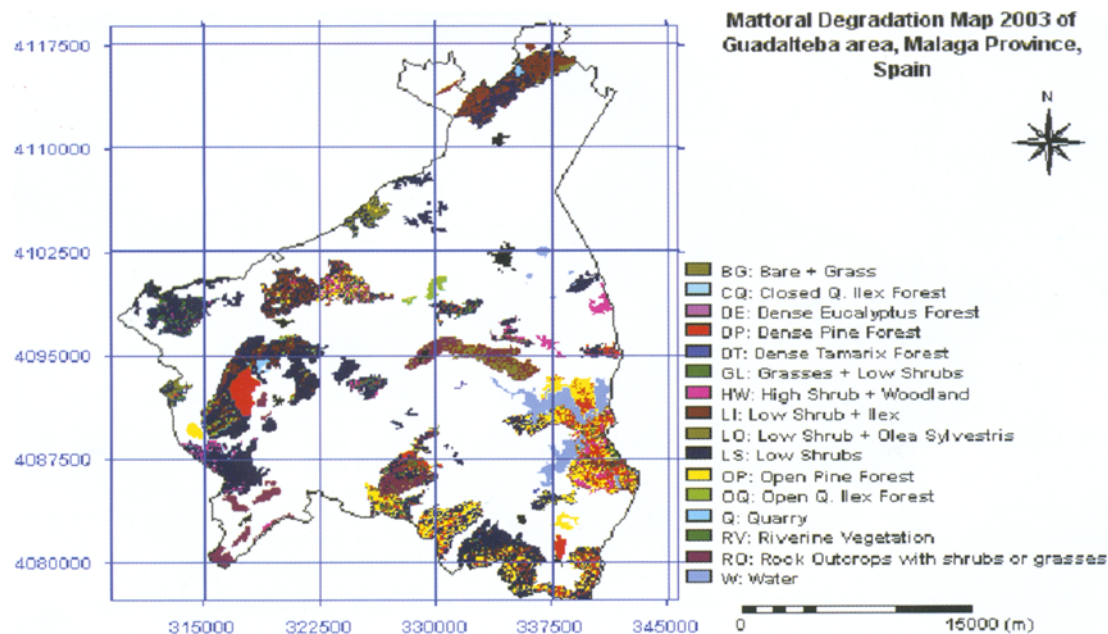 Mattoral Degradation Map 2003 of
Guadalteba area, Malaga Province,
Spain
N
4117500
4110000
4102500
4095000
4087500
4080000
315000 322500 330000 337500 345000
BG: Bare + Grass
CQ: Closed Q. Ilex Forest
DE: Dense Eucalyptus Forest
DP: Dense Pine Forest
DT: Dense Tamarix Forest
GL: Grasses + Low Shrubs
HW: High Shrub + Woodland
LI: Low Shrub + Ilex
LO: Low Shrub + Olea Sylvestris
LS: Low Shrubs
OP: Open Pine Forest
OQ: Open Q. Ilex Forest
Q: Quarry
RV: Riverine Vegetation
RO: Rock Outcrops with shrubs or grasses
W: Water
0 15000 (m)